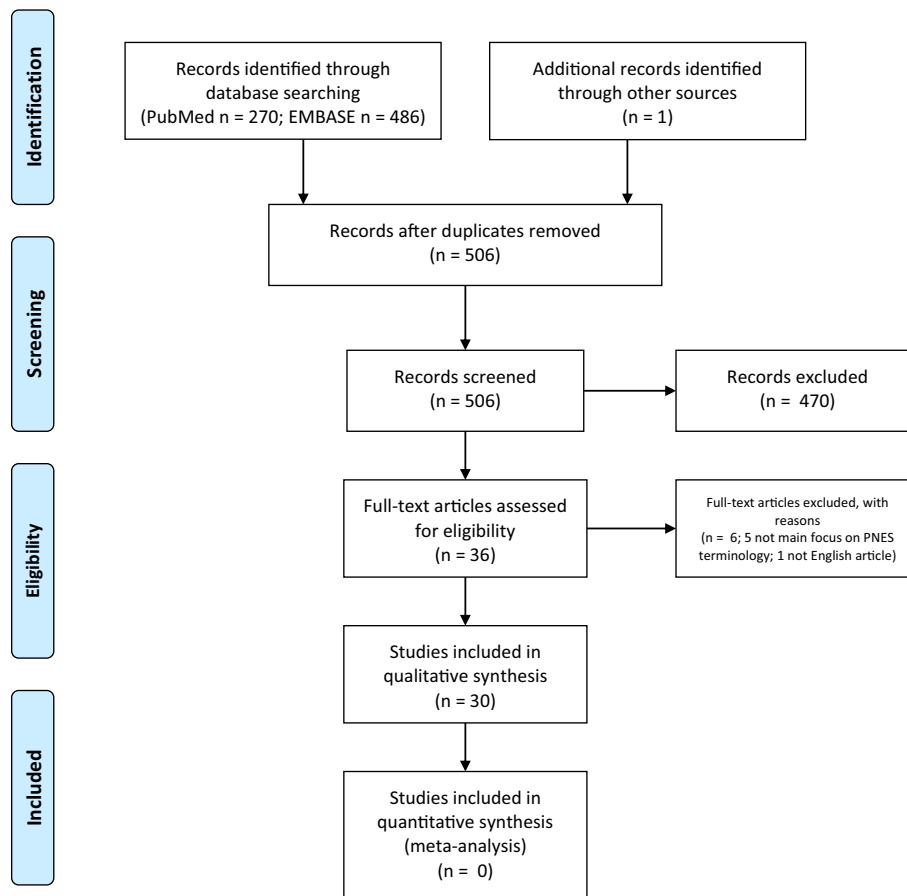 Identification
Records identified through
database searching
(PubMed n = 270; EMBASE n = 486)
Additional records identified
through other sources
(n = 1)
Records after duplicates removed
(n = 506)
Screening
Records screened
(n = 506)
Records excluded
(n = 470)
Eligibility
Full-text articles assessed
for eligibility
(n = 36)
Full-text articles excluded, with
reasons
(n = 6; 5 not main focus on PNES
terminology; 1 not English article)
Studies included in
qualitative synthesis
(n = 30)
Included
Studies included in
quantitative synthesis
(meta-analysis)
(n = 0)